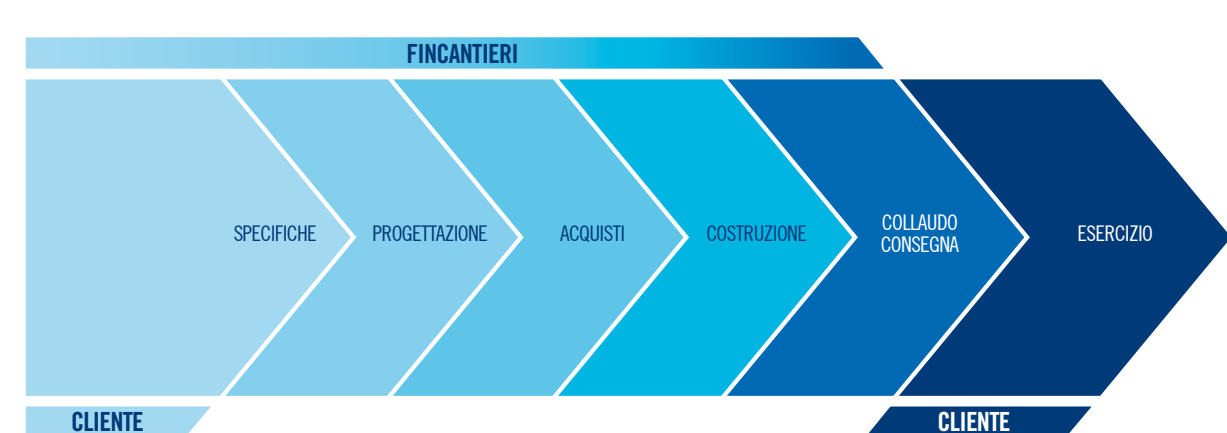 FINCANTIERI
SPECIFICHE
PROGETTAZIONE
ACQUISTI
COSTRUZIONE
COLLAUDO
CONSEGNA
ESERCIZIO
CLIENTE
CLIENTE